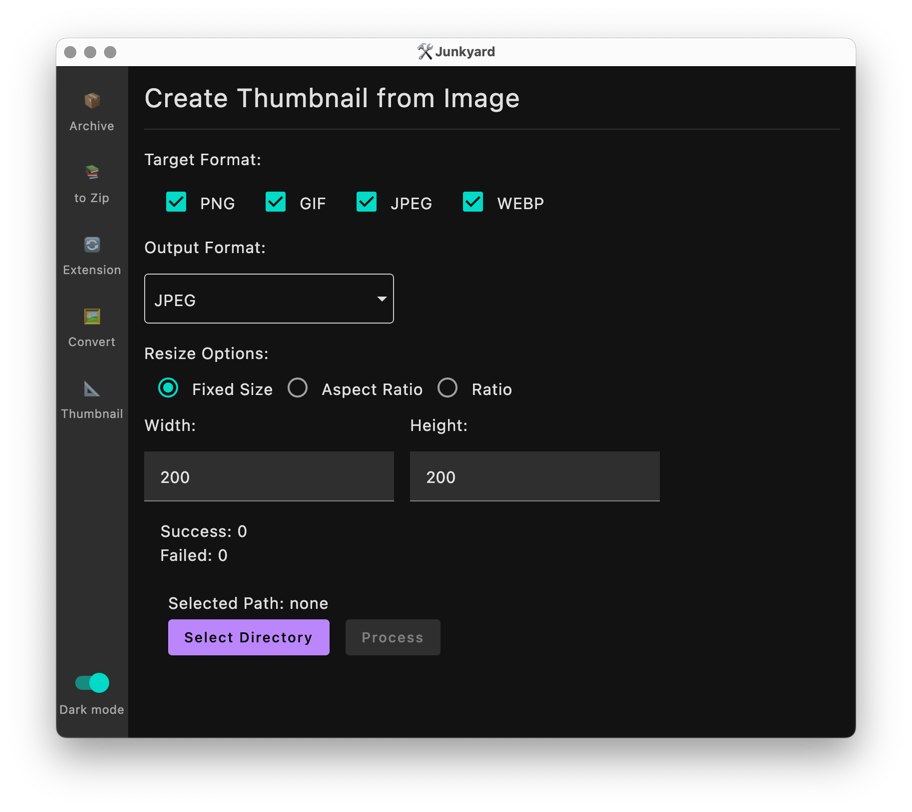 🛠️Junkyard
Archive
to Zip
Extension
Convert
Thumbnail
Dark mode
Create Thumbnail from Image
Target Format:
PNG GIF JPEG WEBP
Output Format:
JPEG
Resize Options:
Fixed Size Aspect Ratio Ratio
Width: Height:
200 200
Success: 0
Failed: 0
Selected Path: none
Select Directory Process